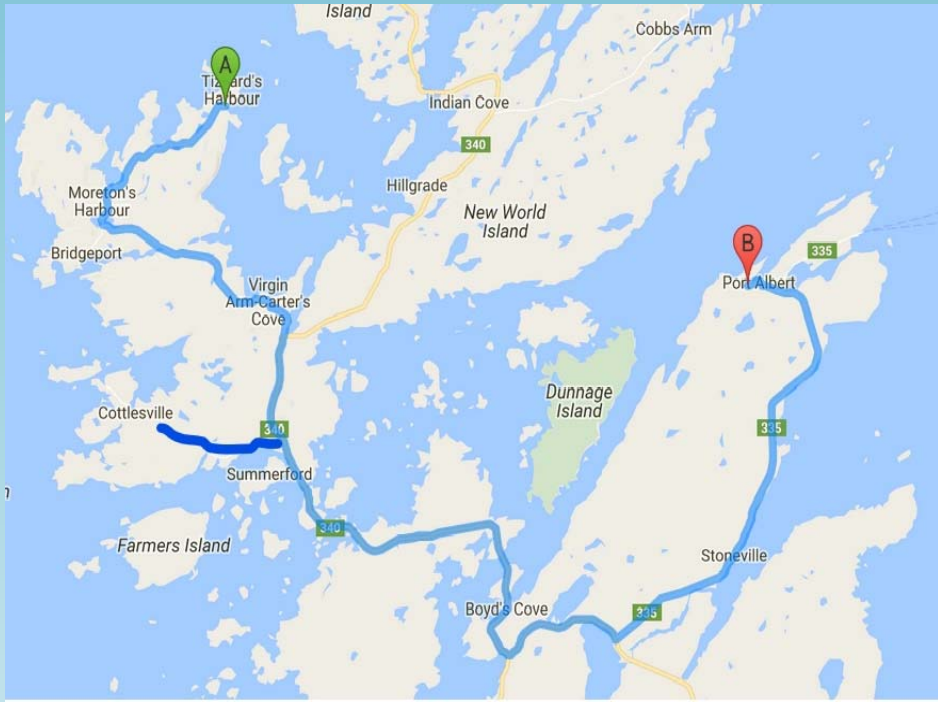 Island
Cobbs Arm
A
Tizzard's
Harbour
Indian Cove
340
Hillgrade
Moreton's
Harbour
New World
Island
B
335
Bridgeport
Port Albert
Virgin
Arm-Carter's
Cove
Dunnage
Island
Cottlesville
340
335
Summerford
340
Farmers Island
Stoneville
Boyd's Cove
335